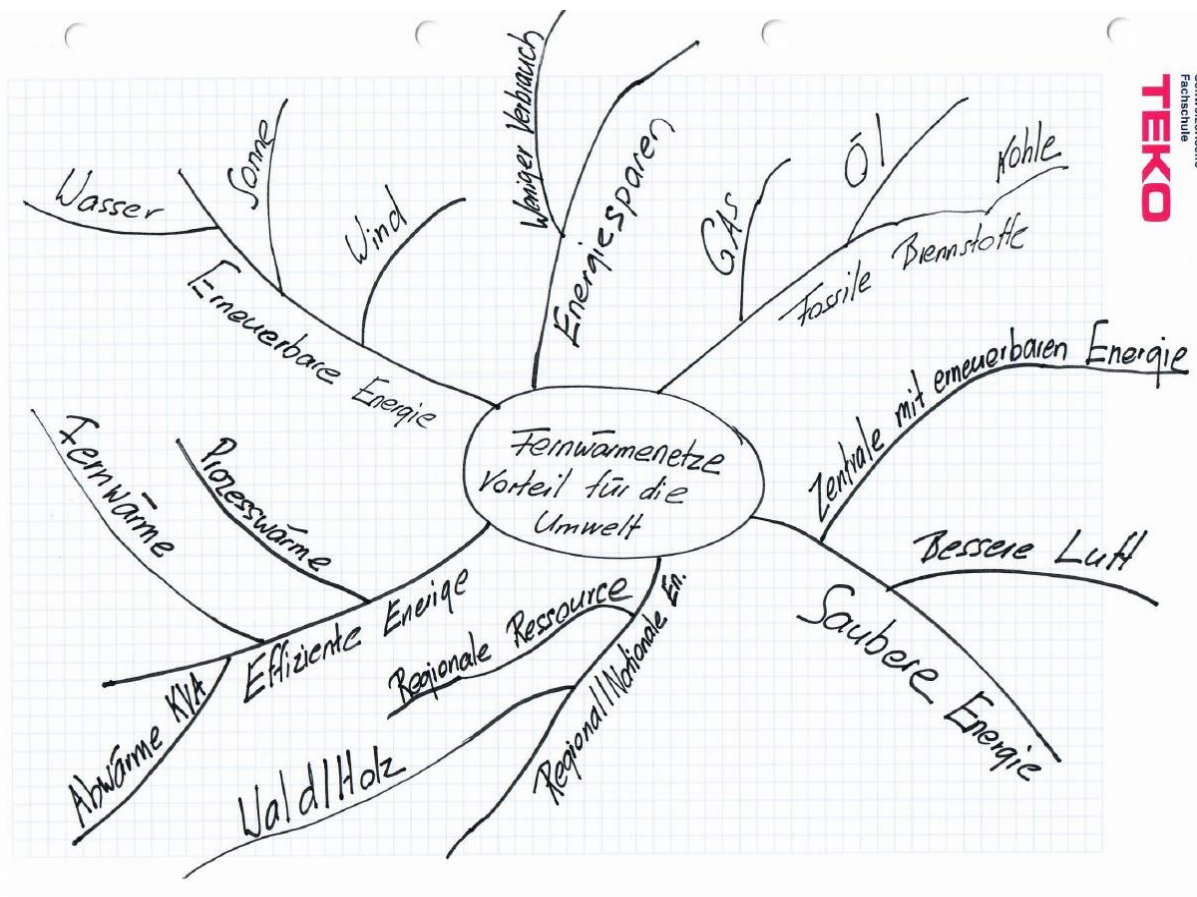 Fernwärmenetze
Vorteil für die
Umwelt
Erneuerbare Energie
Wasser
Sonne
Wind
Energiesparen
Weniger Verbrauch
Fossile Brennstoffe
GAs
Öl
Kohle
Saubere Energie
Zentrale mit erneuerbaren Energie
Bessere Luft
Regional/Nationale En.
Regionale Ressource
Wald/Holz
Effiziente Enerige
Prozesswärme
Fernwärme
Abwärme KVA
TEKO
Fachschule